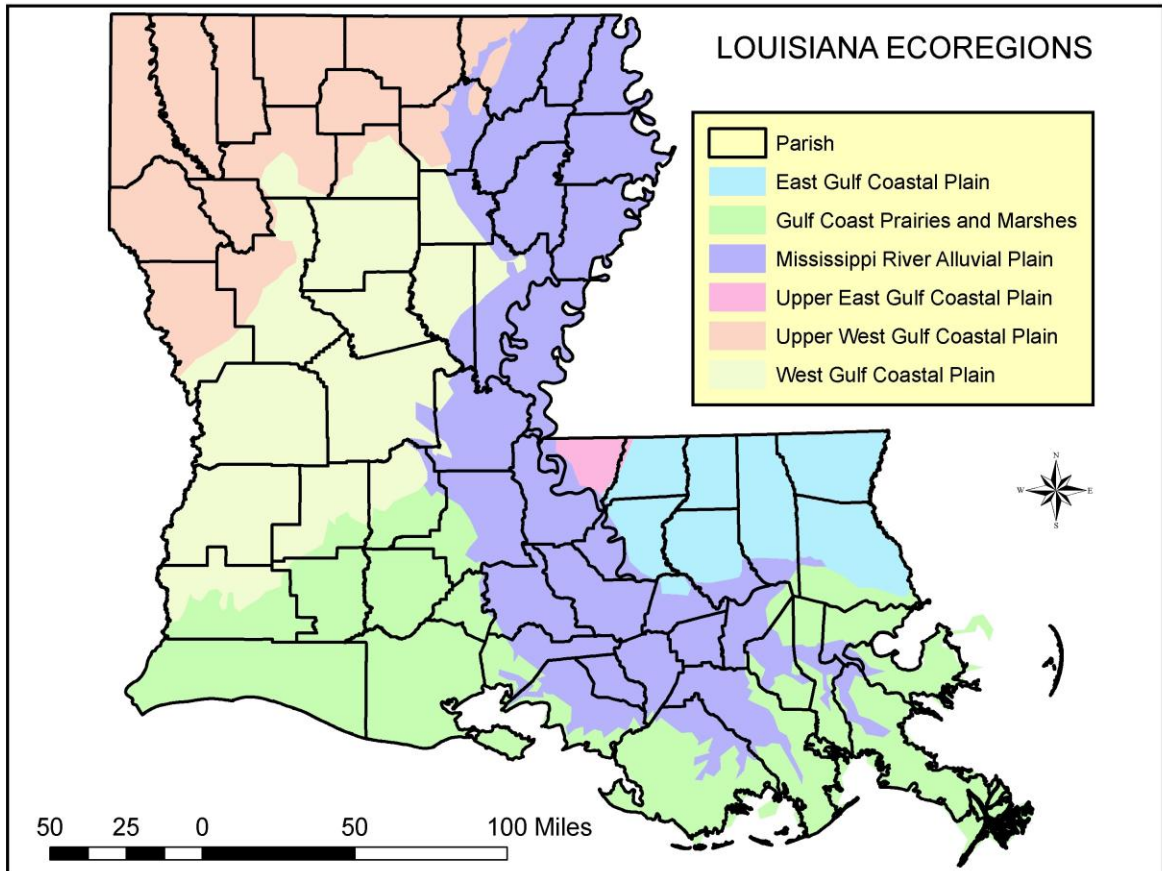 LOUISIANA ECOREGIONS
Parish
East Gulf Coastal Plain
Gulf Coast Prairies and Marshes
Mississippi River Alluvial Plain
Upper East Gulf Coastal Plain
Upper West Gulf Coastal Plain
West Gulf Coastal Plain
N
W E
S
50 25 0 50 100 Miles